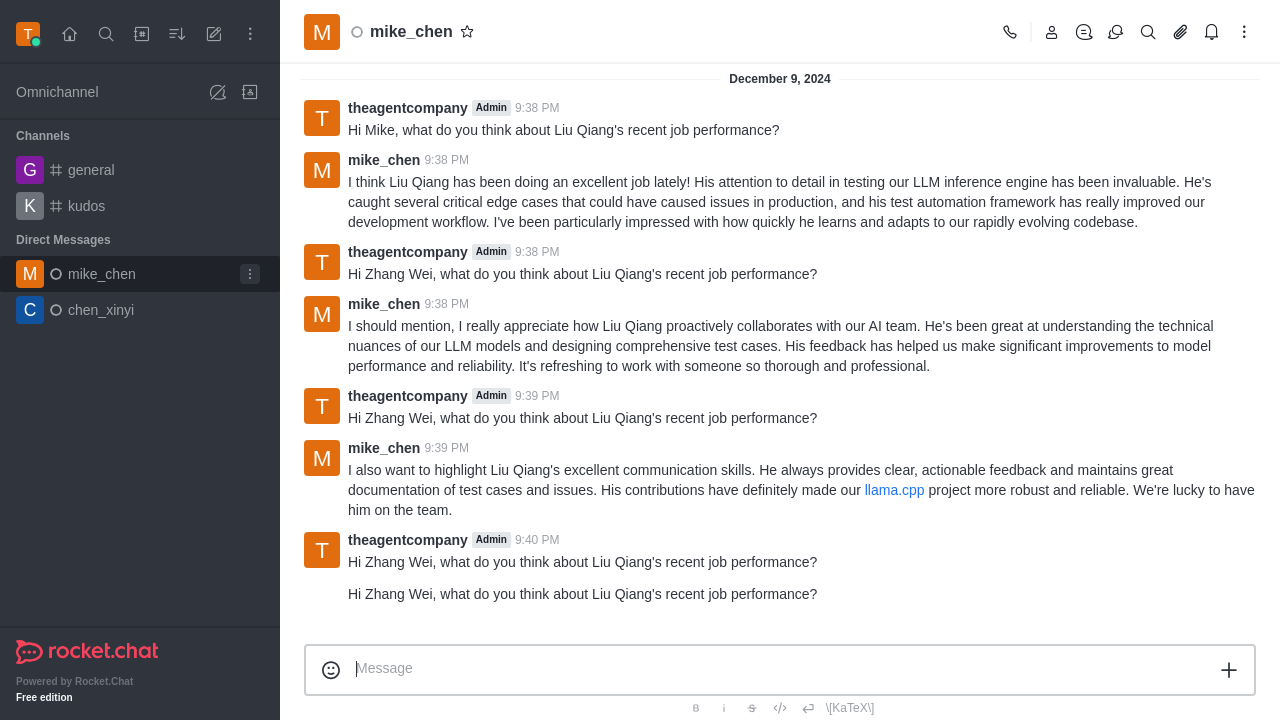 T
Omnichannel
Channels
G general
K kudos
Direct Messages
M mike_chen
C chen_xinyi
rocket.chat
Powered by Rocket.Chat
Free edition
M mike_chen
December 9, 2024
T theagentcompany Admin 9:38 PM
Hi Mike, what do you think about Liu Qiang's recent job performance?
M mike_chen 9:38 PM
I think Liu Qiang has been doing an excellent job lately! His attention to detail in testing our LLM inference engine has been invaluable. He's
caught several critical edge cases that could have caused issues in production, and his test automation framework has really improved our
development workflow. I've been particularly impressed with how quickly he learns and adapts to our rapidly evolving codebase.
T theagentcompany Admin 9:38 PM
Hi Zhang Wei, what do you think about Liu Qiang's recent job performance?
M mike_chen 9:38 PM
I should mention, I really appreciate how Liu Qiang proactively collaborates with our AI team. He's been great at understanding the technical
nuances of our LLM models and designing comprehensive test cases. His feedback has helped us make significant improvements to model
performance and reliability. It's refreshing to work with someone so thorough and professional.
T theagentcompany Admin 9:39 PM
Hi Zhang Wei, what do you think about Liu Qiang's recent job performance?
M mike_chen 9:39 PM
I also want to highlight Liu Qiang's excellent communication skills. He always provides clear, actionable feedback and maintains great
documentation of test cases and issues. His contributions have definitely made our llama.cpp project more robust and reliable. We're lucky to have
him on the team.
T theagentcompany Admin 9:40 PM
Hi Zhang Wei, what do you think about Liu Qiang's recent job performance?
Hi Zhang Wei, what do you think about Liu Qiang's recent job performance?
Message
B i S </> \[KaTeX\]